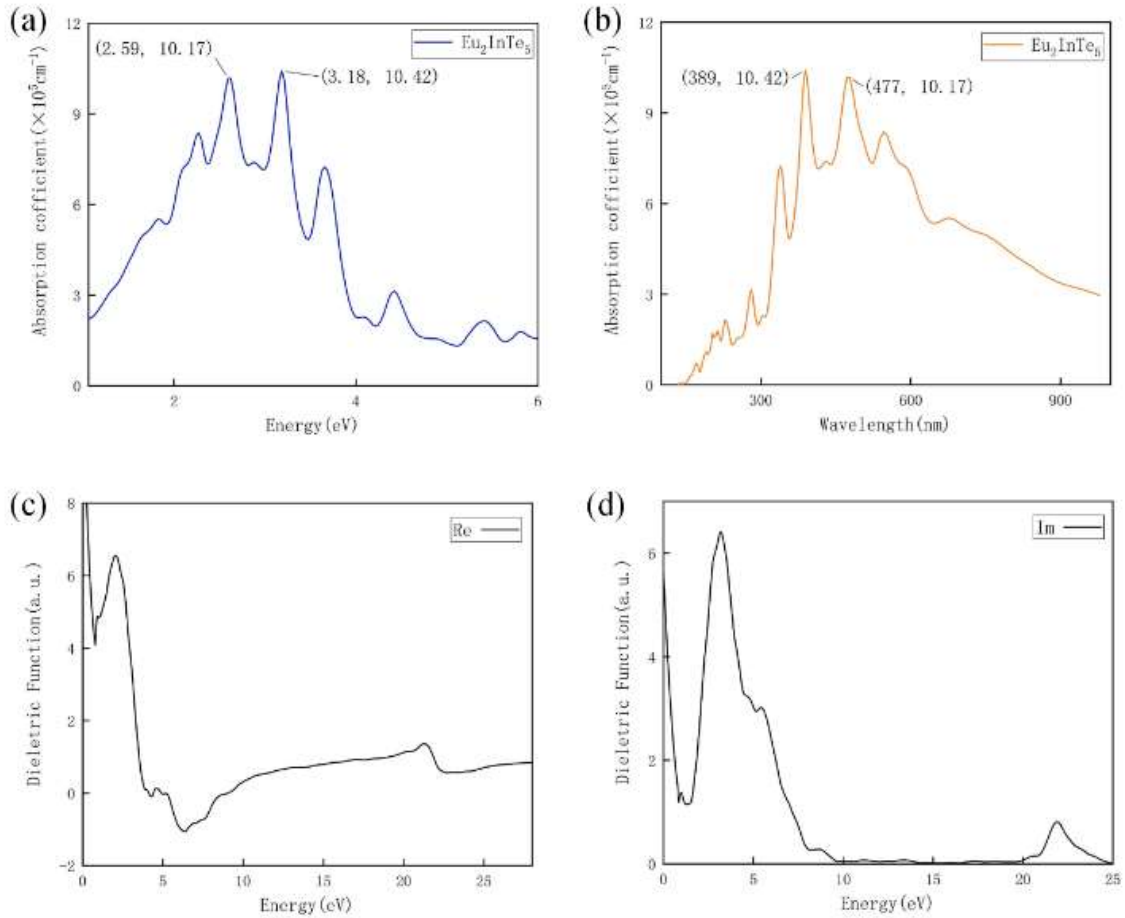 (a)
12
9
6
3
0
Absorption cofficient(×10⁵cm⁻¹)
(2.59, 10.17)
(3.18, 10.42)
Eu₂InTe₅
2
4
6
Energy(eV)
(b)
12
9
6
3
0
Absorption cofficient(×10⁵cm⁻¹)
(389, 10.42)
(477, 10.17)
Eu₂InTe₅
300
600
900
Wavelength(nm)
(c)
8
6
4
2
0
-2
Dieletric Function(a.u.)
Re
0
5
10
15
20
25
Energy(eV)
(d)
6
4
2
0
Dieletric Function(a.u.)
Im
0
5
10
15
20
25
Energy(eV)